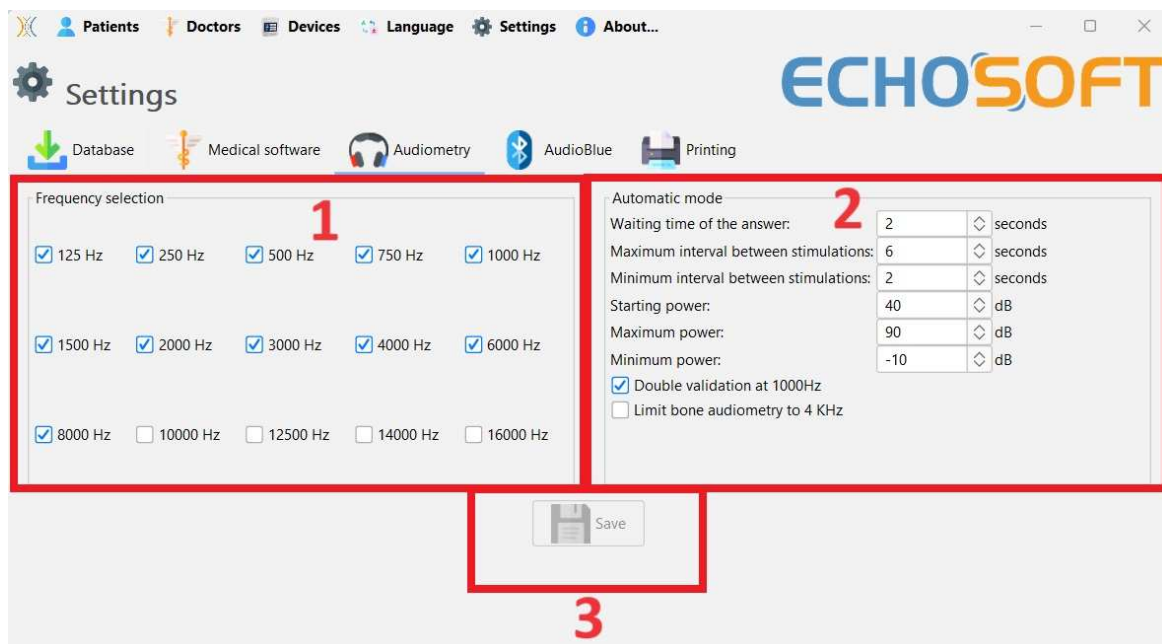 Patients Doctors Devices Language Settings About...
Settings
ECHOSOFT
Database Medical software Audiometry AudioBlue Printing
Frequency selection
1
125 Hz 250 Hz 500 Hz 750 Hz 1000 Hz
1500 Hz 2000 Hz 3000 Hz 4000 Hz 6000 Hz
8000 Hz 10000 Hz 12500 Hz 14000 Hz 16000 Hz
Automatic mode
2
Waiting time of the answer: 2 seconds
Maximum interval between stimulations: 6 seconds
Minimum interval between stimulations: 2 seconds
Starting power: 40 dB
Maximum power: 90 dB
Minimum power: -10 dB
Double validation at 1000Hz
Limit bone audiometry to 4 KHz
Save
3